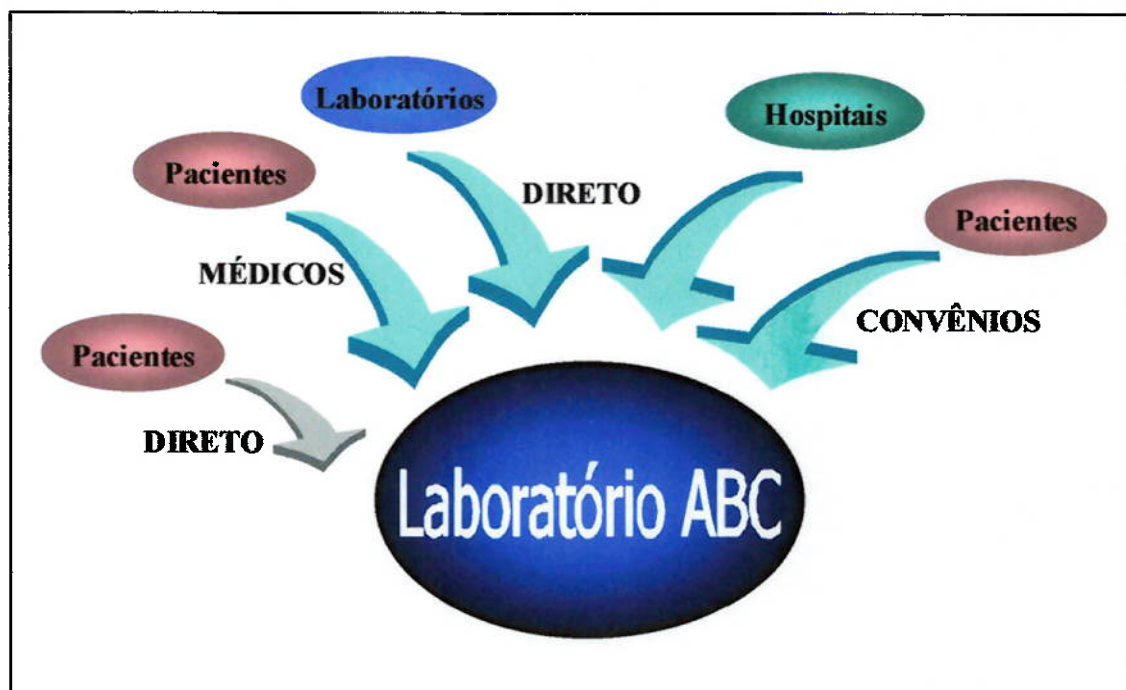 Laboratórios
Hospitais
Pacientes
DIRETO
Pacientes
MÉDICOS
CONVÊNIOS
Pacientes
DIRETO
Laboratório ABC